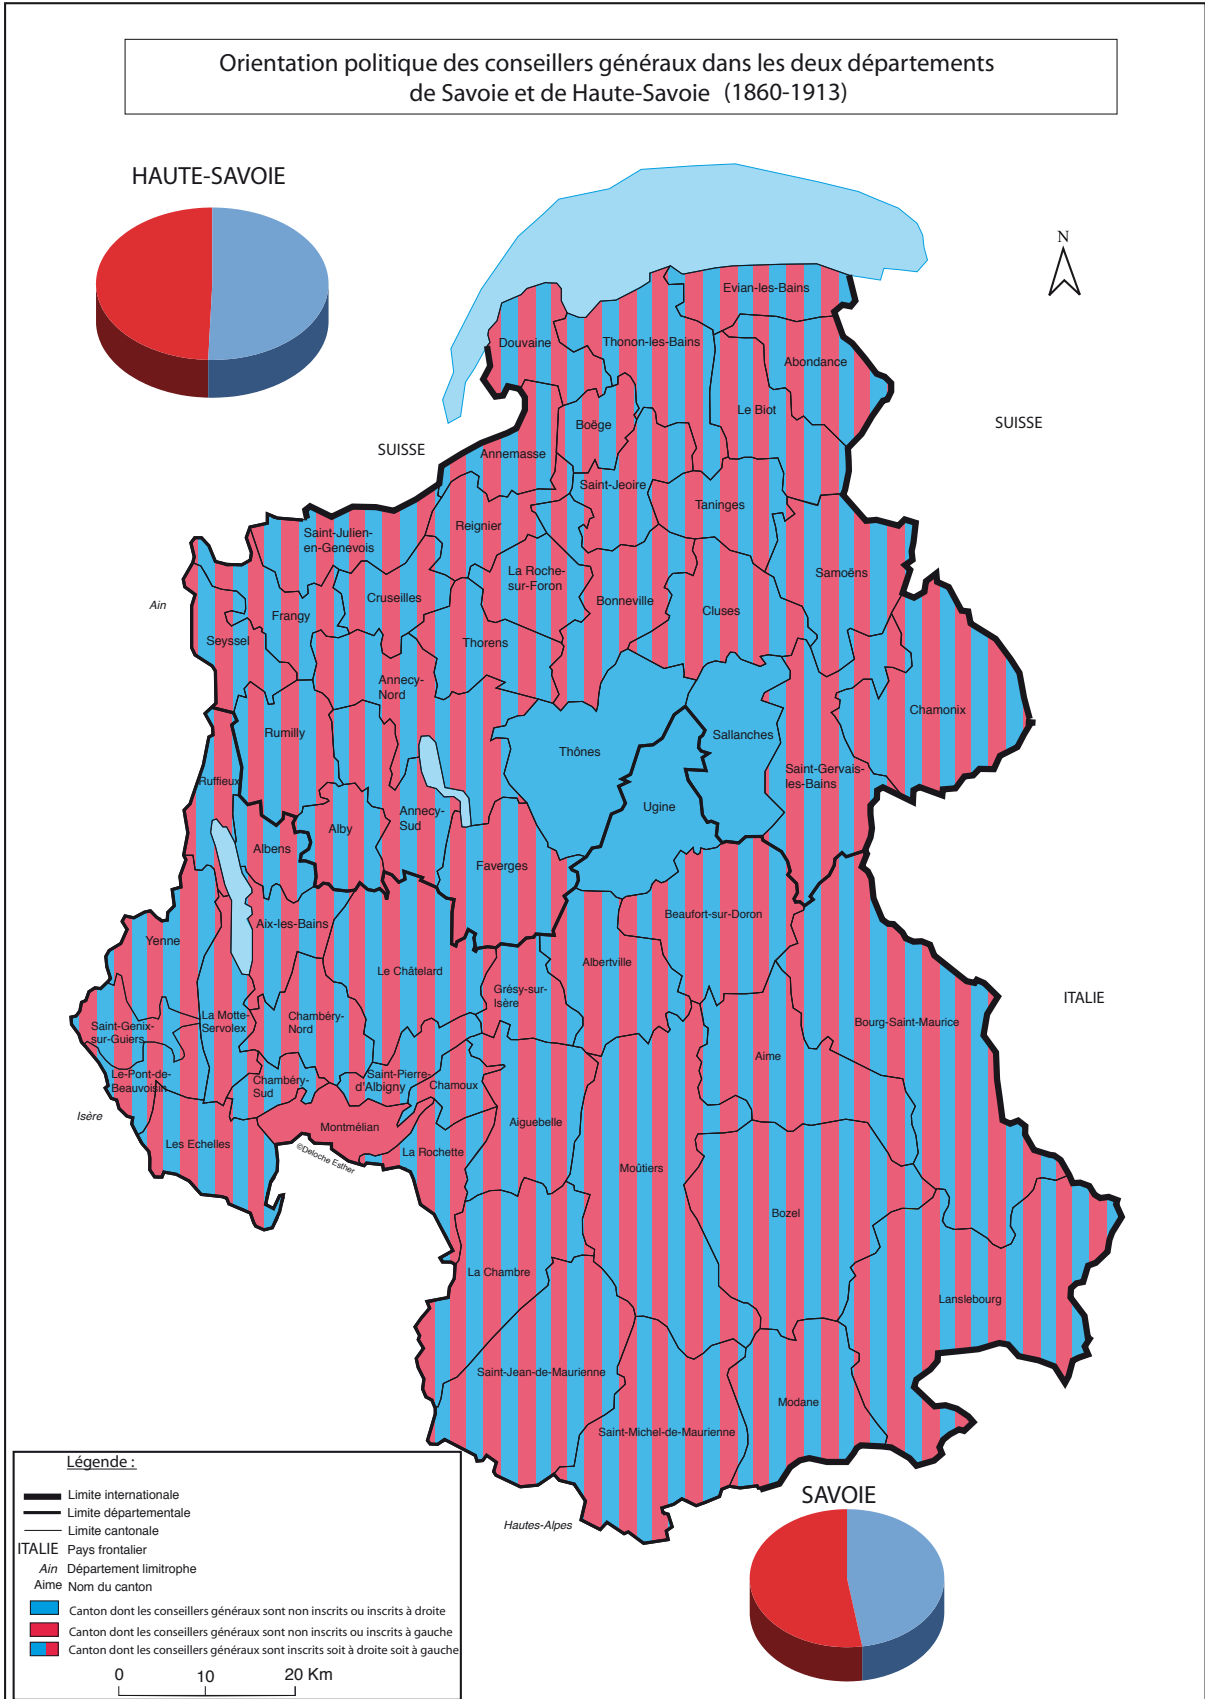 Orientation politique des conseillers généraux dans les deux départements
de Savoie et de Haute-Savoie (1860-1913)
HAUTE-SAVOIE
N
Evian-les-Bains
Douvaine
Thonon-les-Bains
Abondance
Le Biot
SUISSE
Boëge
SUISSE
Annemasse
Saint-Jeoire
Taninges
Reignier
Saint-Julien-
en-Genevois
La Roche-
sur-Foron
Samoëns
Ain
Cruseilles
Bonneville
Cluses
Frangy
Seyssel
Thorens
Annecy-
Nord
Chamonix
Rumilly
Sallanches
Thônes
Saint-Gervais-
les-Bains
Ruffieux
Ugine
Annecy-
Sud
Alby
Albens
Faverges
Beaufort-sur-Doron
Aix-les-Bains
Yenne
Albertville
Le Châtelard
Grésy-sur-
Isère
ITALIE
La Motte-
Servolex
Chambéry-
Nord
Bourg-Saint-Maurice
Saint-Genix-
sur-Guiers
Aime
Le-Pont-de-
Beauvoisin
Chambéry-
Sud
Saint-Pierre-
d'Albigny
Chamoux
Isère
Montmélian
Aiguebelle
Les Echelles
La Rochette
©Deloche Esther
Moûtiers
Bozel
La Chambre
Lanslebourg
Saint-Jean-de-Maurienne
Modane
Saint-Michel-de-Maurienne
Hautes-Alpes
SAVOIE
Légende :
Limite internationale
Limite départementale
Limite cantonale
ITALIE Pays frontalier
Ain Département limitrophe
Aime Nom du canton
Canton dont les conseillers généraux sont non inscrits ou inscrits à droite
Canton dont les conseillers généraux sont non inscrits ou inscrits à gauche
Canton dont les conseillers généraux sont inscrits soit à droite soit à gauche
0 10 20 Km